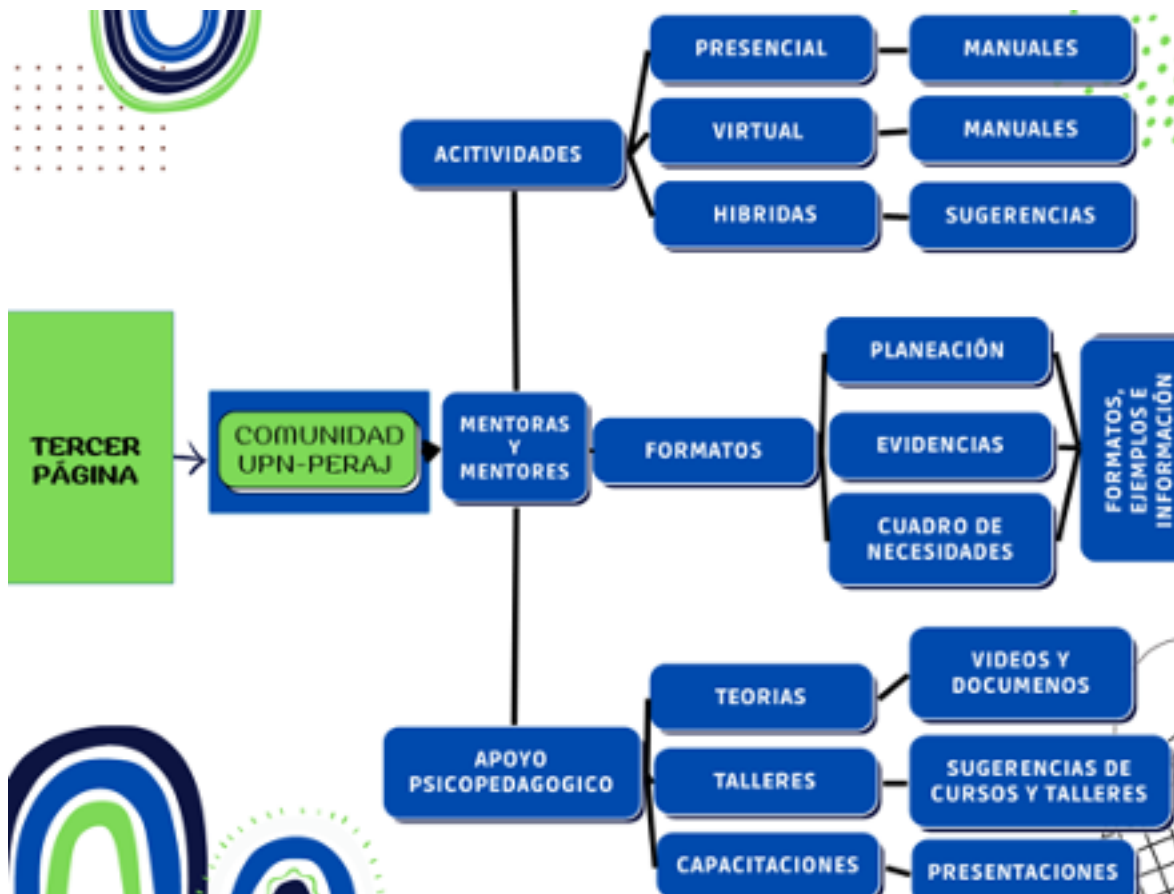 PRESENCIAL
MANUALES
VIRTUAL
MANUALES
ACITIVIDADES
HIBRIDAS
SUGERENCIAS
TERCER
PÁGINA
COMUNIDAD
UPN-PERAJ
MENTORAS
Y
MENTORES
FORMATOS
PLANEACIÓN
EVIDENCIAS
CUADRO DE
NECESIDADES
FORMATOS,
EJEMPLOS E
INFORMACIÓN
APOYO
PSICOPEDAGOGICO
TEORIAS
VIDEOS Y
DOCUMENOS
TALLERES
SUGERENCIAS DE
CURSOS Y TALLERES
CAPACITACIONES
PRESENTACIONES